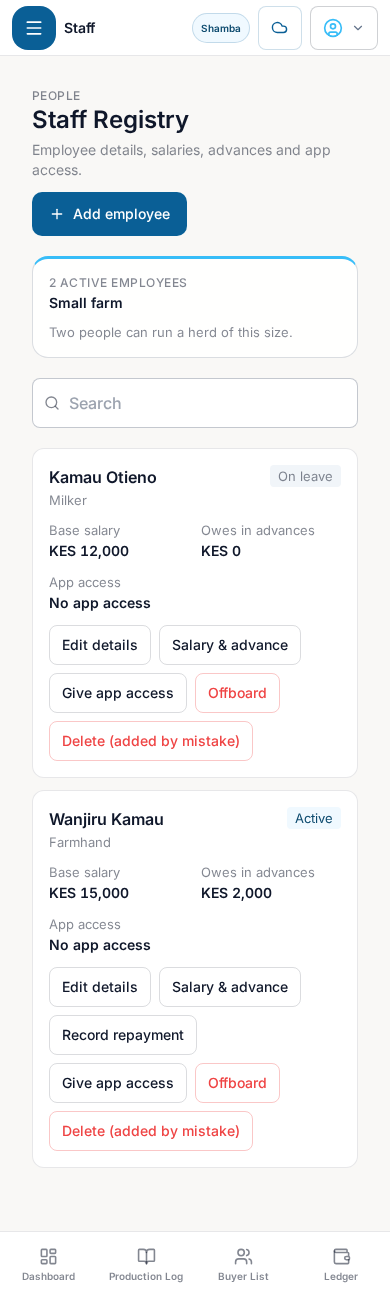 Staff
Shamba
PEOPLE
Staff Registry
Employee details, salaries, advances and app
access.
Add employee
2 ACTIVE EMPLOYEES
Small farm
Two people can run a herd of this size.
Search
Kamau Otieno
On leave
Milker
Base salary
Owes in advances
KES 12,000
KES 0
App access
No app access
Edit details
Salary & advance
Give app access
Offboard
Delete (added by mistake)
Wanjiru Kamau
Active
Farmhand
Base salary
Owes in advances
KES 15,000
KES 2,000
App access
No app access
Edit details
Salary & advance
Record repayment
Give app access
Offboard
Delete (added by mistake)
Dashboard
Production Log
Buyer List
Ledger